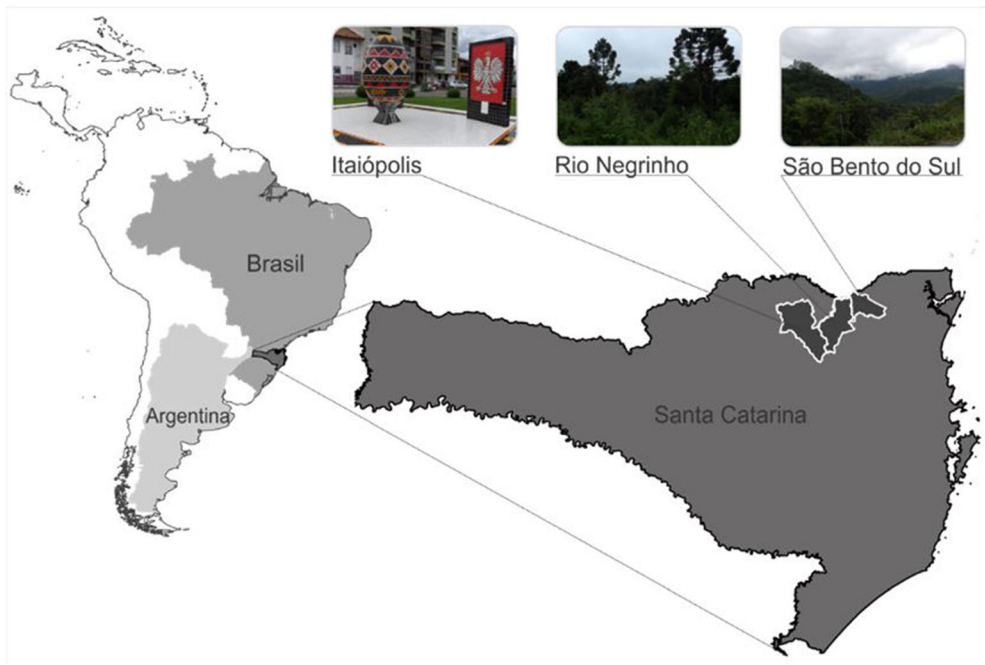 Itaiópolis
Rio Negrinho
São Bento do Sul
Brasil
Argentina
Santa Catarina